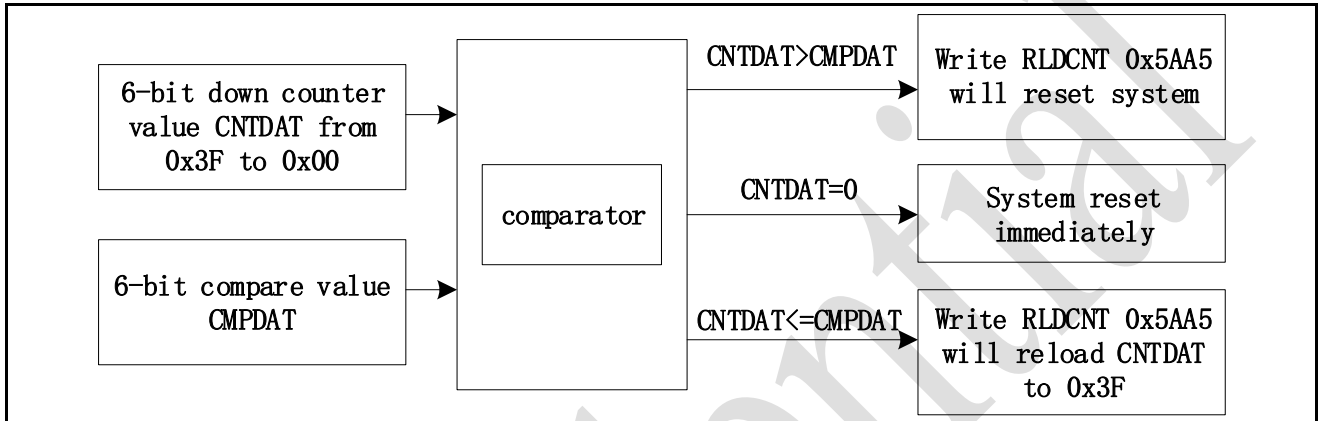 6-bit down counter
value CNTDAT from
0x3F to 0x00
6-bit compare value
CMPDAT
comparator
CNTDAT>CMPDAT
Write RLDCNT 0x5AA5
will reset system
CNTDAT=0
System reset
immediately
CNTDAT<=CMPDAT
Write RLDCNT 0x5AA5
will reload CNTDAT
to 0x3F